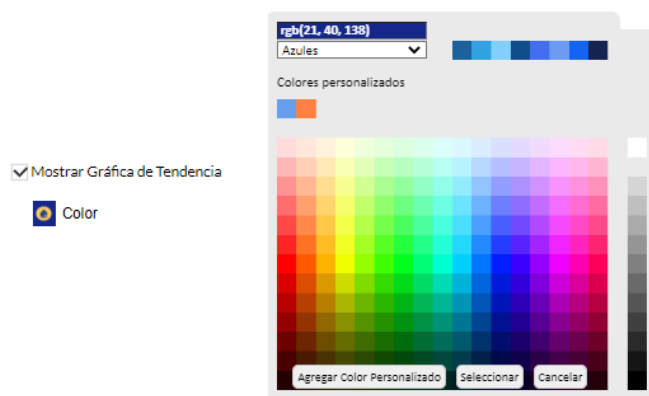 rgb(21, 40, 138)
Azules
Colores personalizados
Mostrar Gráfica de Tendencia
Color
Agregar Color Personalizado
Seleccionar
Cancelar